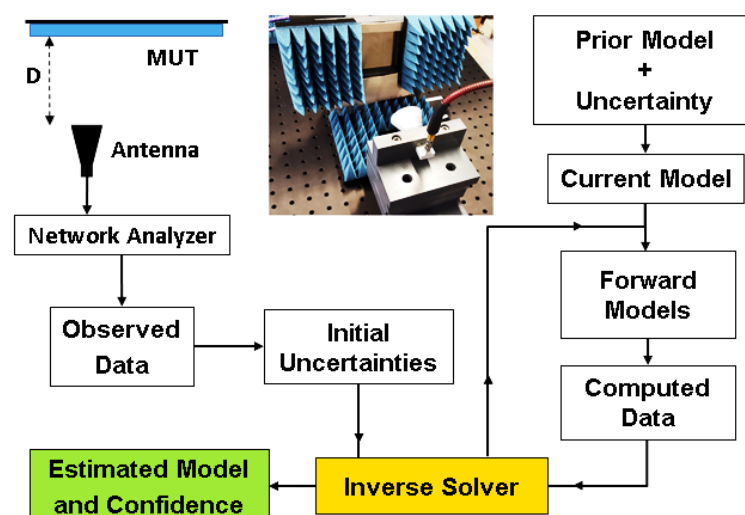 MUT
D
Antenna
Network Analyzer
Observed
Data
Initial
Uncertainties
Prior Model
+
Uncertainty
Current Model
Forward
Models
Computed
Data
Inverse Solver
Estimated Model
and Confidence